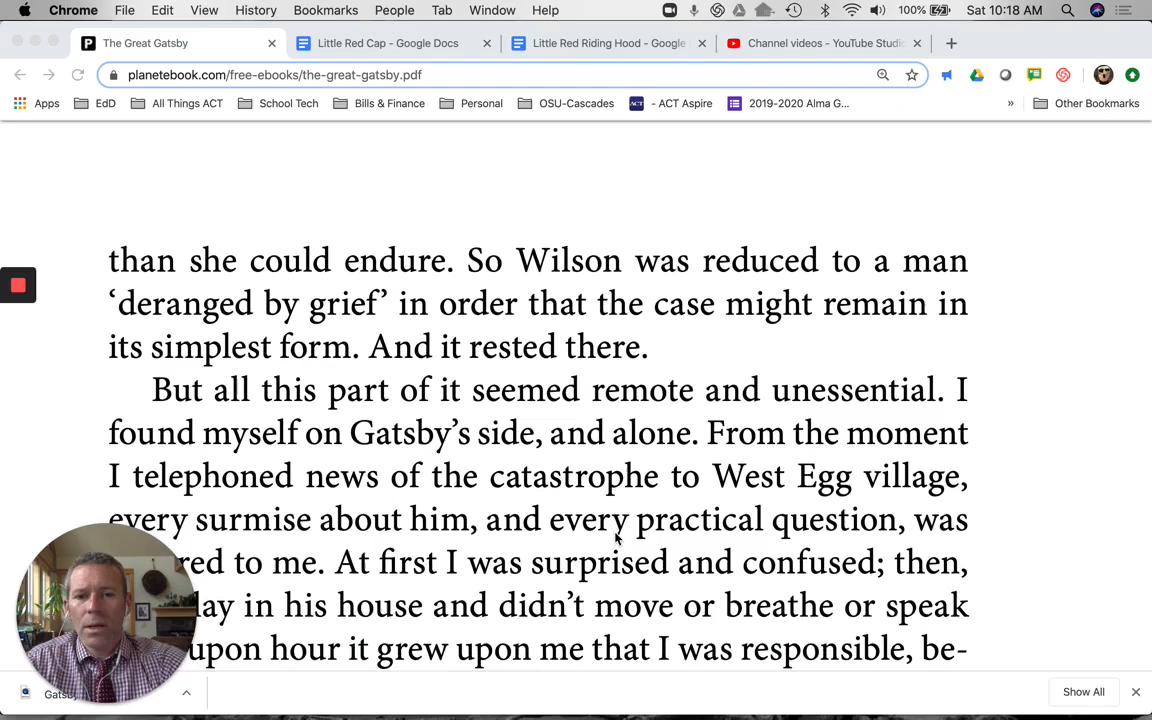 Chrome File Edit View History Bookmarks People Tab Window Help 100% Sat 10:18 AM
The Great Gatsby Little Red Cap - Google Docs Little Red Riding Hood - Google Channel videos - YouTube Studi
planetebook.com/free-ebooks/the-great-gatsby.pdf
Apps EdD All Things ACT School Tech Bills & Finance Personal OSU-Cascades ACT - ACT Aspire 2019-2020 Alma G... » Other Bookmarks
than she could endure. So Wilson was reduced to a man
‘deranged by grief’ in order that the case might remain in
its simplest form. And it rested there.
But all this part of it seemed remote and unessential. I
found myself on Gatsby’s side, and alone. From the moment
I telephoned news of the catastrophe to West Egg village,
every surmise about him, and every practical question, was
red to me. At first I was surprised and confused; then,
lay in his house and didn’t move or breathe or speak
upon hour it grew upon me that I was responsible, be-
Gats Show All